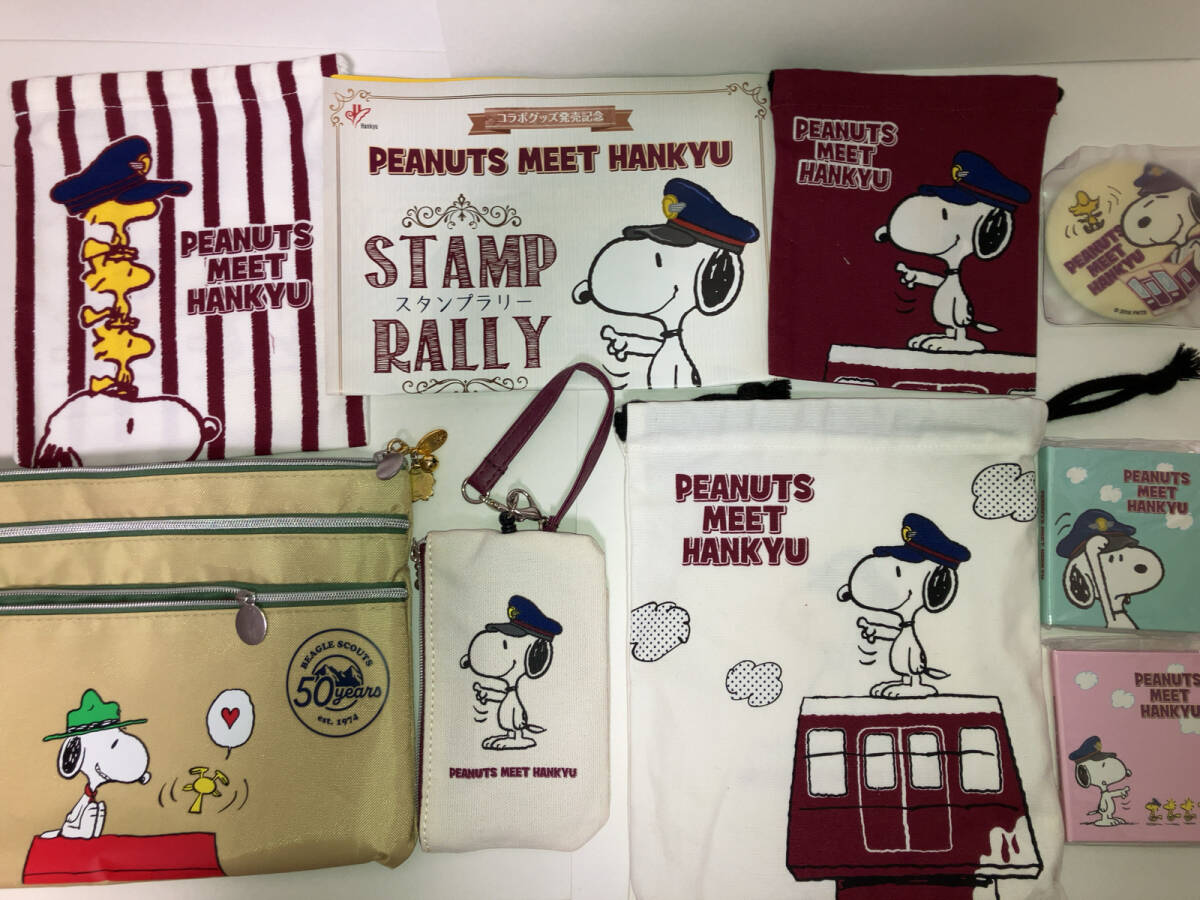 PEANUTS
MEET
HANKYU
Hankyu
コラボグッズ発売記念
PEANUTS MEET HANKYU
STAMP
スタンプラリー
RALLY
PEANUTS
MEET
HANKYU
PEANUTS
MEET
HANKYU
BEAGLE SCOUTS
50 years
est. 1974
PEANUTS MEET HANKYU
PEANUTS
MEET
HANKYU
PEANUTS
MEET
HANKYU
PEANUTS MEET HANKYU
PEANUTS
MEET
HANKYU